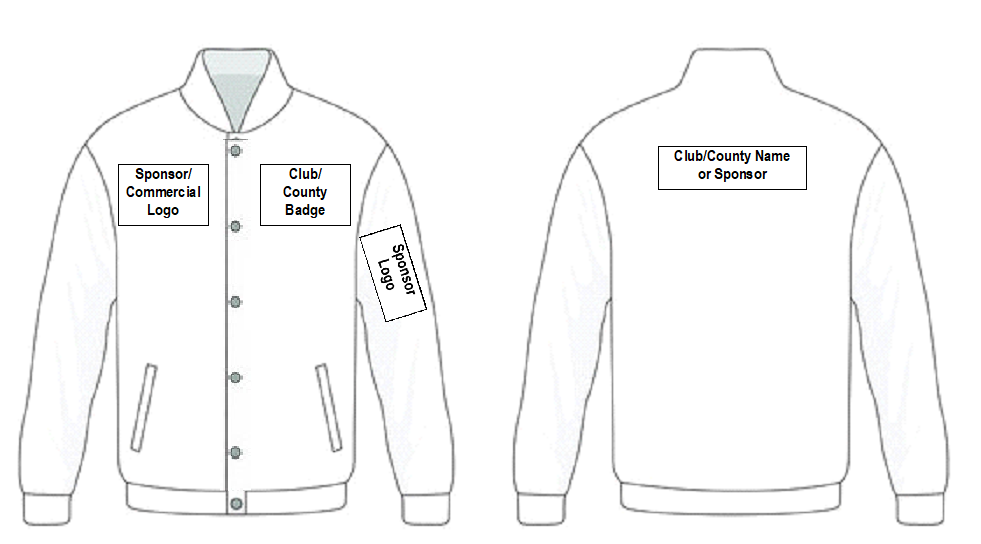 Sponsor/
Commercial
Logo
Club/
County
Badge
Sponsor
Logo
Club/County Name
or Sponsor